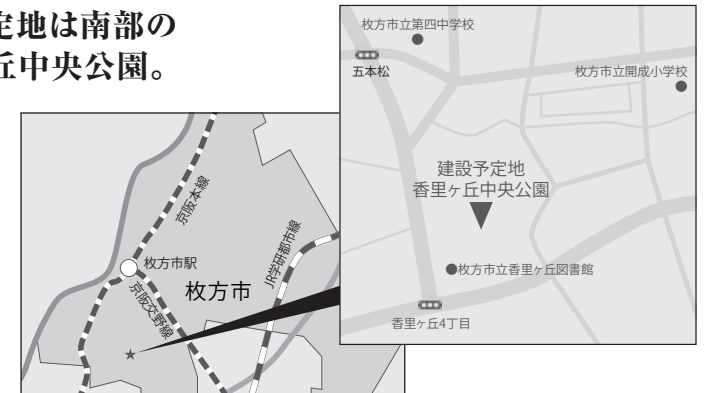 定地は南部の
丘中央公園。
枚方市立第四中学校
五本松
枚方市立開成小学校
建設予定地
香里ヶ丘中央公園
枚方市立香里ヶ丘図書館
香里ヶ丘4丁目
京阪本線
枚方市駅
枚方市
JR学研都市線
京阪交野線